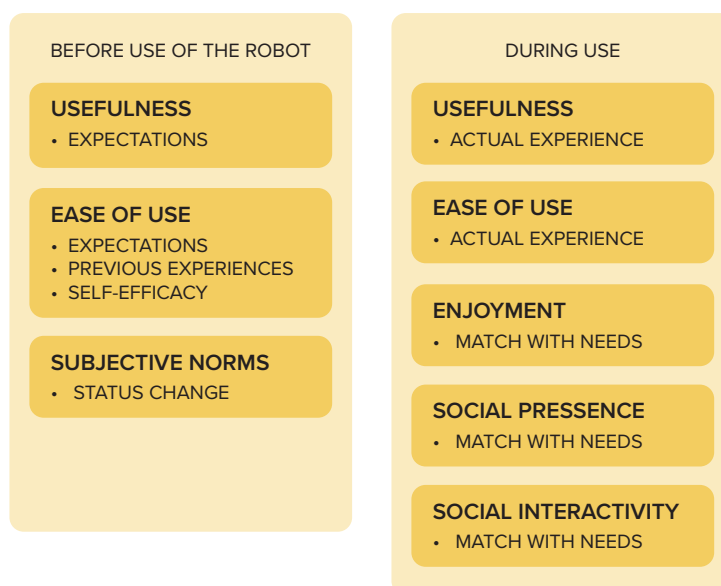 BEFORE USE OF THE ROBOT
USEFULNESS
• EXPECTATIONS
EASE OF USE
• EXPECTATIONS
• PREVIOUS EXPERIENCES
• SELF-EFFICACY
SUBJECTIVE NORMS
• STATUS CHANGE
DURING USE
USEFULNESS
• ACTUAL EXPERIENCE
EASE OF USE
• ACTUAL EXPERIENCE
ENJOYMENT
• MATCH WITH NEEDS
SOCIAL PRESSENCE
• MATCH WITH NEEDS
SOCIAL INTERACTIVITY
• MATCH WITH NEEDS